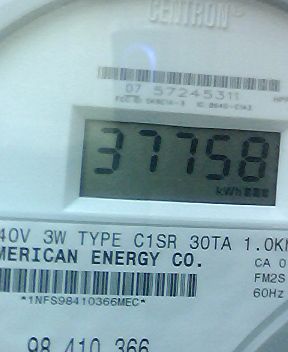 CENTRON®
07 57245311
37758
kWh
40V 3W TYPE C1SR 30TA 1.0K
MERICAN ENERGY CO.
CA 0
FM2S
60Hz
*1NFS98410366MEC*
98 410 366